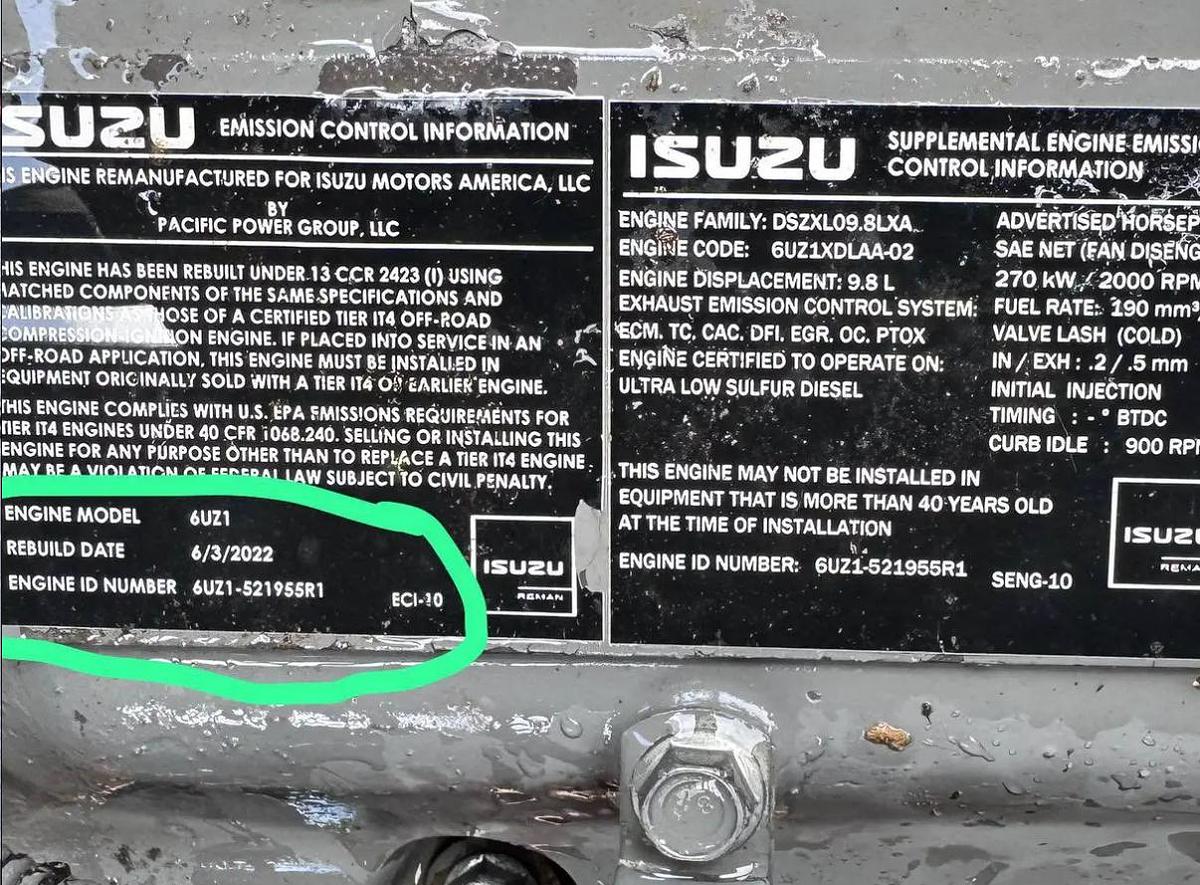 ISUZU EMISSION CONTROL INFORMATION
IS ENGINE REMANUFACTURED FOR ISUZU MOTORS AMERICA, LLC
BY
PACIFIC POWER GROUP, LLC
HIS ENGINE HAS BEEN REBUILT UNDER 13 CCR 2423 (l) USING
MATCHED COMPONENTS OF THE SAME SPECIFICATIONS AND
CALIBRATIONS AS THOSE OF A CERTIFIED TIER IT4 OFF-ROAD
COMPRESSION-IGNITION ENGINE. IF PLACED INTO SERVICE IN AN
OFF-ROAD APPLICATION, THIS ENGINE MUST BE INSTALLED IN
EQUIPMENT ORIGINALLY SOLD WITH A TIER IT4 OR EARLIER ENGINE.
THIS ENGINE COMPLIES WITH U.S. EPA EMISSIONS REQUIREMENTS FOR
TIER IT4 ENGINES UNDER 40 CFR 1068.240. SELLING OR INSTALLING THIS
ENGINE FOR ANY PURPOSE OTHER THAN TO REPLACE A TIER IT4 ENGINE
MAY BE A VIOLATION OF FEDERAL LAW SUBJECT TO CIVIL PENALTY.
ENGINE MODEL 6UZ1
REBUILD DATE 6/3/2022
ENGINE ID NUMBER 6UZ1-521955R1
ECI-10
ISUZU
REMAN
ISUZU SUPPLEMENTAL ENGINE EMISSI
CONTROL INFORMATION
ENGINE FAMILY: DSZXL09.8LXA
ENGINE CODE: 6UZ1XDLAA-02
ENGINE DISPLACEMENT: 9.8 L
EXHAUST EMISSION CONTROL SYSTEM:
ECM, TC, CAC, DFI, EGR, OC, PTOX
ENGINE CERTIFIED TO OPERATE ON:
ULTRA LOW SULFUR DIESEL
ADVERTISED HORSEP
SAE NET (FAN DISENG
270 kW / 2000 RPM
FUEL RATE: 190 mm³
VALVE LASH (COLD)
IN / EXH : .2 / .5 mm
INITIAL INJECTION
TIMING : - ° BTDC
CURB IDLE : 900 RPM
THIS ENGINE MAY NOT BE INSTALLED IN
EQUIPMENT THAT IS MORE THAN 40 YEARS OLD
AT THE TIME OF INSTALLATION
ENGINE ID NUMBER: 6UZ1-521955R1
SENG-10
ISUZU
REMA